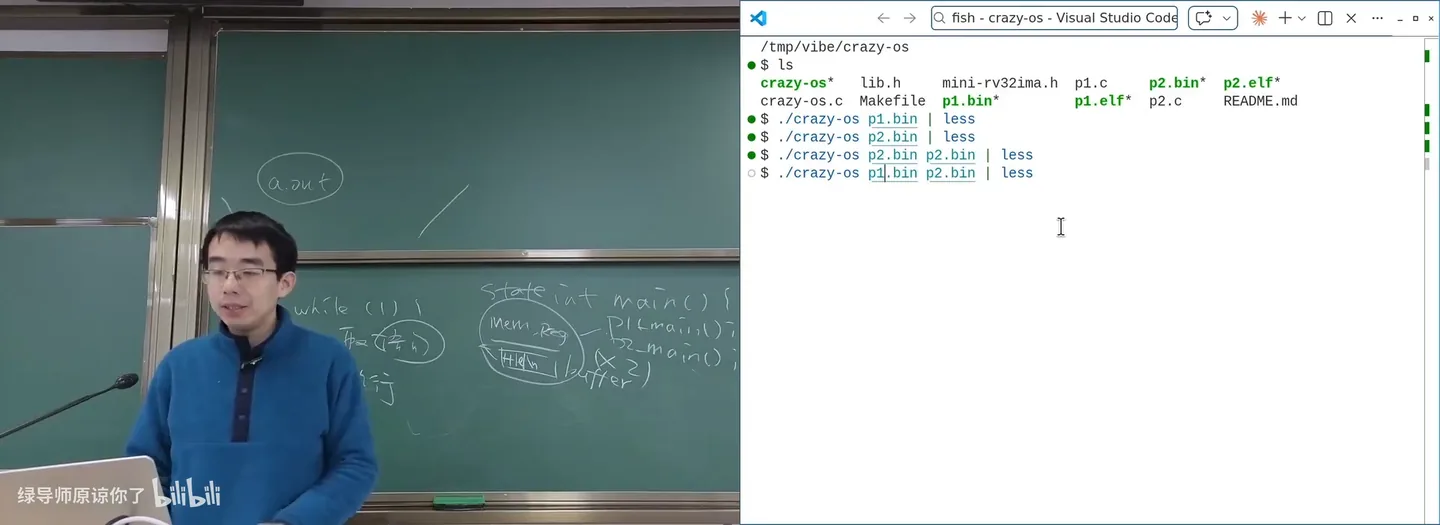 a.out
while (1) {
State int main() {
mem Reg
p1_main();
p2_main();
(x 2)
(buffer)
行
绿导师原谅你了 bilibili
fish - crazy-os - Visual Studio Code
/tmp/vibe/crazy-os
$ ls
crazy-os* lib.h mini-rv32ima.h p1.c p2.bin* p2.elf*
crazy-os.c Makefile p1.bin* p1.elf* p2.c README.md
$ ./crazy-os p1.bin | less
$ ./crazy-os p2.bin | less
$ ./crazy-os p2.bin p2.bin | less
$ ./crazy-os p1.bin p2.bin | less